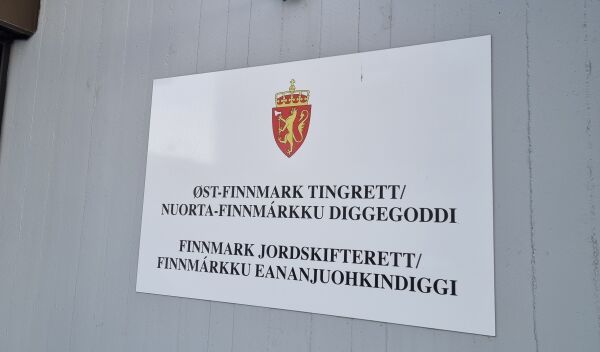 ØST-FINNMARK TINGRETT/
NUORTA-FINNMÁRKKU DIGGEGODDI
FINNMARK JORDSKIFTERETT/
FINNMÁRKKU EANANJUOHKINDIGGI